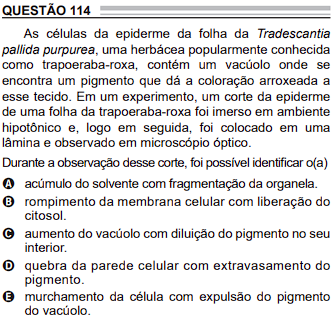 QUESTÃO 114
As células da epiderme da folha da Tradescantia
pallida purpurea, uma herbácea popularmente conhecida
como trapoeraba-roxa, contém um vacúolo onde se
encontra um pigmento que dá a coloração arroxeada a
esse tecido. Em um experimento, um corte da epiderme
de uma folha da trapoeraba-roxa foi imerso em ambiente
hipotônico e, logo em seguida, foi colocado em uma
lâmina e observado em microscópio óptico.
Durante a observação desse corte, foi possível identificar o(a)
A acúmulo do solvente com fragmentação da organela.
B rompimento da membrana celular com liberação do
citosol.
C aumento do vacúolo com diluição do pigmento no seu
interior.
D quebra da parede celular com extravasamento do
pigmento.
E murchamento da célula com expulsão do pigmento
do vacúolo.